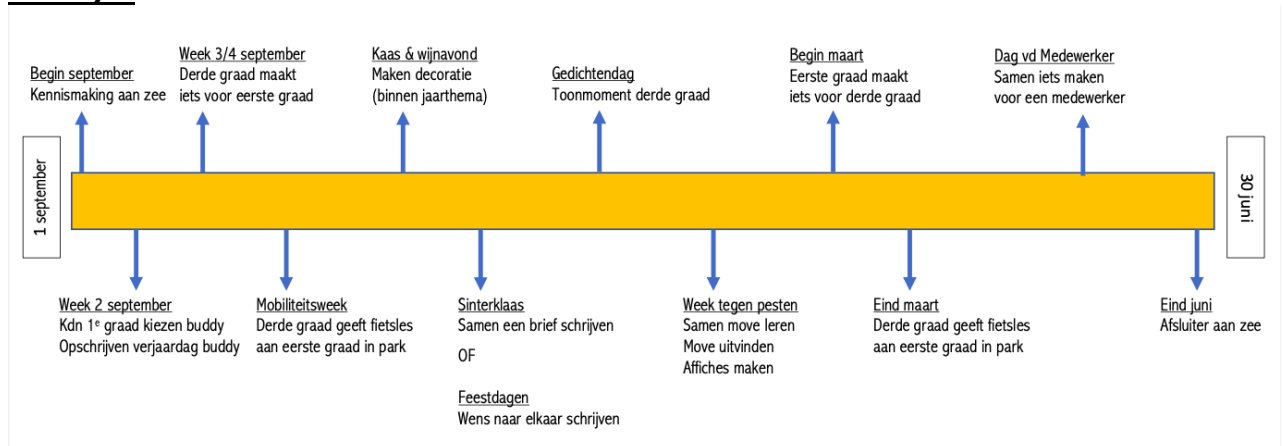 Begin september
Kennismaking aan zee
Week 3/4 september
Derde graad maakt
iets voor eerste graad
Kaas & wijnavond
Maken decoratie
(binnen jaarthema)
Gedichtendag
Toonmoment derde graad
Begin maart
Eerste graad maakt
iets voor derde graad
Dag vd Medewerker
Samen iets maken
voor een medewerker
1 september
30 juni
Week 2 september
Kdn 1e graad kiezen buddy
Opschrijven verjaardag buddy
Mobiliteitsweek
Derde graad geeft fietsles
aan eerste graad in park
Sinterklaas
Samen een brief schrijven
OF
Feestdagen
Wens naar elkaar schrijven
Week tegen pesten
Samen move leren
Move uitvinden
Affiches maken
Eind maart
Derde graad geeft fietsles
aan eerste graad in park
Eind juni
Afsluiter aan zee